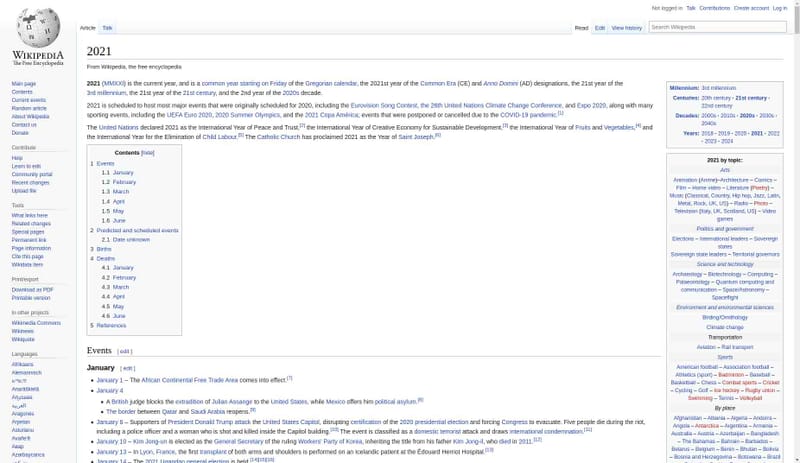 Not logged in Talk Contributions Create account Log in
Article Talk
Read Edit View history
Search Wikipedia
WIKIPEDIA
The Free Encyclopedia
Main page
Contents
Current events
Random article
About Wikipedia
Contact us
Donate
Contribute
Help
Learn to edit
Community portal
Recent changes
Upload file
Tools
What links here
Related changes
Special pages
Permanent link
Page information
Cite this page
Wikidata item
Print/export
Download as PDF
Printable version
In other projects
Wikimedia Commons
Wikinews
Wikiquote
Languages
Afrikaans
Alemannisch
አማርኛ
Ænglisc
العربية
Aragonés
Arpetan
Asturianu
Avañe'ẽ
Azərbaycanca
2021
From Wikipedia, the free encyclopedia
2021 (MMXXI) is the current year, and is a common year starting on Friday of the Gregorian calendar, the 2021st year of the Common Era (CE) and Anno Domini (AD) designations, the 21st year of the
3rd millennium, the 21st year of the 21st century, and the 2nd year of the 2020s decade.
2021 is scheduled to host most major events that were originally scheduled for 2020, including the Eurovision Song Contest, the 26th United Nations Climate Change Conference, and Expo 2020, along with many
sporting events, including the UEFA Euro 2020, 2020 Summer Olympics, and the 2021 Copa América; events that were postponed or cancelled due to the COVID-19 pandemic.[1]
The United Nations declared 2021 as the International Year of Peace and Trust,[2] the International Year of Creative Economy for Sustainable Development,[3] the International Year of Fruits and Vegetables,[4] and
the International Year for the Elimination of Child Labour.[5] The Catholic Church has proclaimed 2021 as the Year of Saint Joseph.[6]
Contents [hide]
1 Events
1.1 January
1.2 February
1.3 March
1.4 April
1.5 May
1.6 June
2 Predicted and scheduled events
2.1 Date unknown
3 Births
4 Deaths
4.1 January
4.2 February
4.3 March
4.4 April
4.5 May
4.6 June
5 References
Events [ edit ]
January [ edit ]
January 1 – The African Continental Free Trade Area comes into effect.[7]
January 4
A British judge blocks the extradition of Julian Assange to the United States, while Mexico offers him political asylum.[8]
The border between Qatar and Saudi Arabia reopens.[9]
January 6 – Supporters of President Donald Trump attack the United States Capitol, disrupting certification of the 2020 presidential election and forcing Congress to evacuate. Five people die during the riot,
including a police officer and a woman who is shot and killed inside the Capitol building.[10] The event is classified as a domestic terrorist attack and draws international condemnation.[11]
January 10 – Kim Jong-un is elected as the General Secretary of the ruling Workers' Party of Korea, inheriting the title from his father Kim Jong-il, who died in 2011.[12]
January 13 – In Lyon, France, the first transplant of both arms and shoulders is performed on an Icelandic patient at the Édouard Herriot Hospital.[13]
January 14 – The 2021 Ugandan general election is held.[14][15][16]
Millennium: 3rd millennium
Centuries: 20th century · 21st century ·
22nd century
Decades: 2000s · 2010s · 2020s · 2030s ·
2040s
Years: 2018 · 2019 · 2020 · 2021 · 2022
· 2023 · 2024
2021 by topic:
Arts
Animation (Anime) – Architecture – Comics –
Film – Home video – Literature (Poetry) –
Music (Classical, Country, Hip hop, Jazz, Latin,
Metal, Rock, UK, US) – Radio – Photo –
Television (Italy, UK, Scotland, US) – Video
games
Politics and government
Elections – International leaders – Sovereign
states
Sovereign state leaders – Territorial governors
Science and technology
Archaeology – Biotechnology – Computing –
Palaeontology – Quantum computing and
communication – Space/Astronomy –
Spaceflight
Environment and environmental sciences
Birding/Ornithology
Climate change
Transportation
Aviation – Rail transport
Sports
American football – Association football –
Athletics (sport) – Badminton – Baseball –
Basketball – Chess – Combat sports – Cricket
– Cycling – Golf – Ice hockey – Rugby union –
Swimming – Tennis – Volleyball
By place
Afghanistan – Albania – Algeria – Andorra –
Angola – Antarctica – Argentina – Armenia –
Australia – Austria – Azerbaijan – Bangladesh
– The Bahamas – Bahrain – Barbados –
Belarus – Belgium – Benin – Bhutan – Bolivia –
Bosnia and Herzegovina – Botswana – Brazil